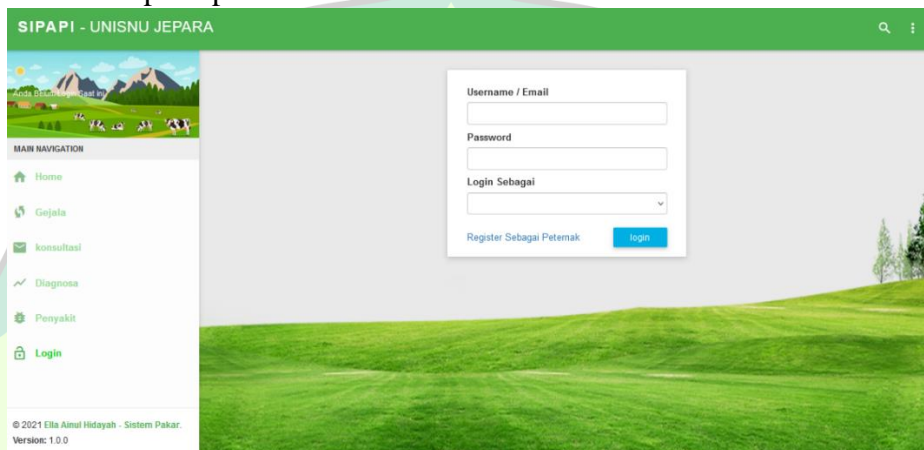 SIPAPI - UNISNU JEPARA
Username / Email
Password
Login Sebagai
Register Sebagai Peternak
login
MAIN NAVIGATION
Home
Gejala
konsultasi
Diagnosa
Penyakit
Login
© 2021 Ella Ainul Hidayah - Sistem Pakar.
Version: 1.0.0